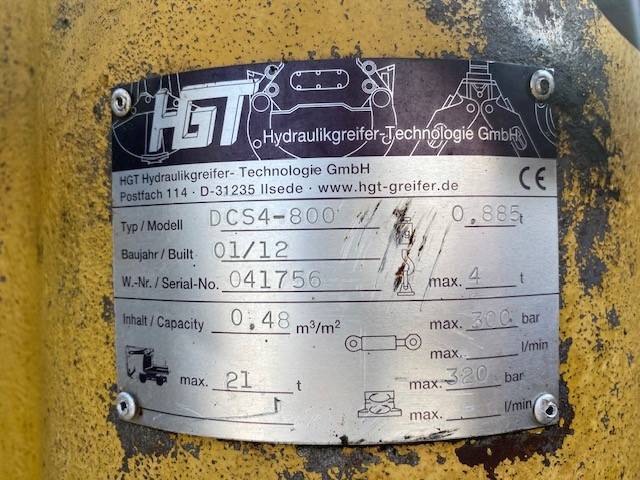 HGT
Hydraulikgreifer-Technologie GmbH
HGT Hydraulikgreifer- Technologie GmbH
Postfach 114 · D-31235 Ilsede · www.hgt-greifer.de
CE
Typ / Modell DCS4-800 0.885 t
Baujahr / Built 01/12
W.-Nr. / Serial-No. 041756 max. 4 t
Inhalt / Capacity 0.48 m³/m² max. 300 bar
max. - l/min
max. 21 t max. 320 bar
max. - l/min